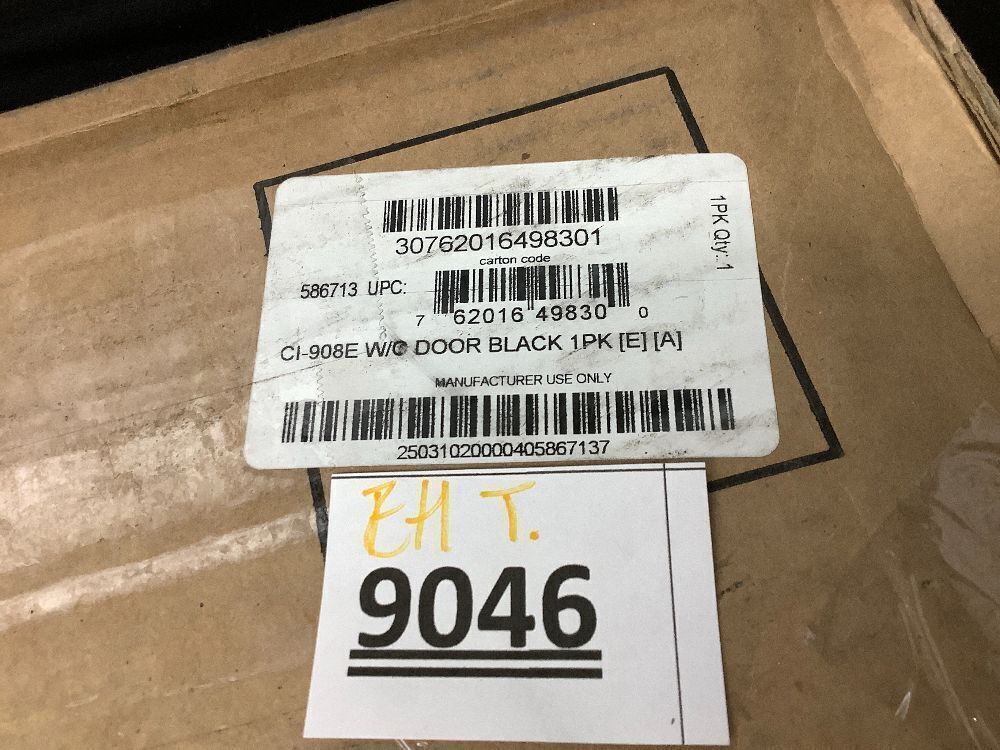 30762016498301
carton code
1PK Qty: 1
586713 UPC:
7 62016 49830 0
CI-908E W/C DOOR BLACK 1PK [E] [A]
MANUFACTURER USE ONLY
25031020000405867137
EH T.
9046